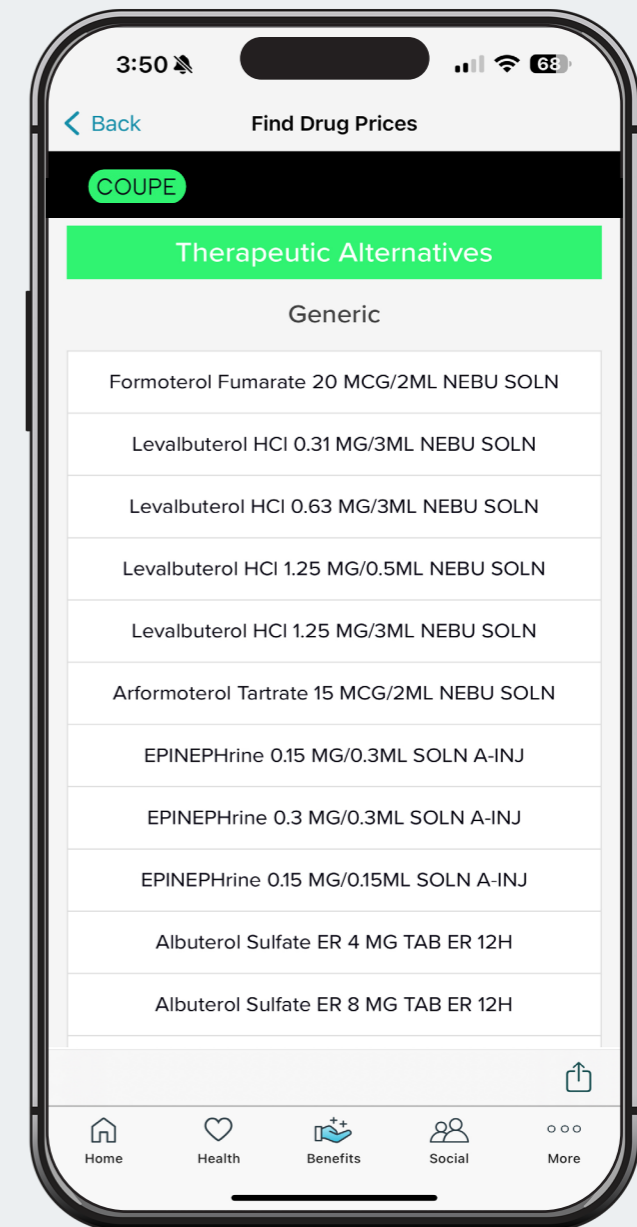 3:50
68
Back
Find Drug Prices
COUPE
Therapeutic Alternatives
Generic
Formoterol Fumarate 20 MCG/2ML NEBU SOLN
Levalbuterol HCl 0.31 MG/3ML NEBU SOLN
Levalbuterol HCl 0.63 MG/3ML NEBU SOLN
Levalbuterol HCl 1.25 MG/0.5ML NEBU SOLN
Levalbuterol HCl 1.25 MG/3ML NEBU SOLN
Arformoterol Tartrate 15 MCG/2ML NEBU SOLN
EPINEPHrine 0.15 MG/0.3ML SOLN A-INJ
EPINEPHrine 0.3 MG/0.3ML SOLN A-INJ
EPINEPHrine 0.15 MG/0.15ML SOLN A-INJ
Albuterol Sulfate ER 4 MG TAB ER 12H
Albuterol Sulfate ER 8 MG TAB ER 12H
Home
Health
Benefits
Social
More